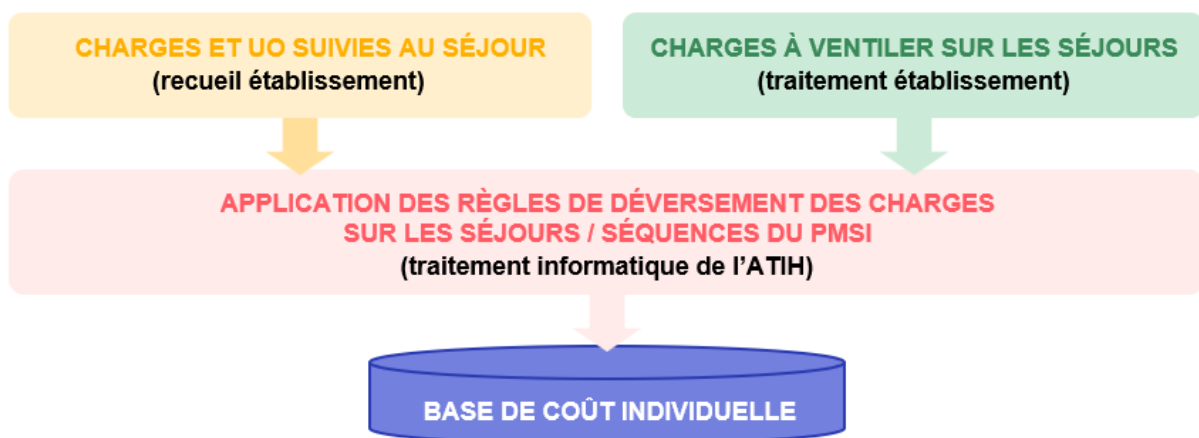 CHARGES ET UO SUIVIES AU SÉJOUR
(recueil établissement)
CHARGES À VENTILER SUR LES SÉJOURS
(traitement établissement)
APPLICATION DES RÈGLES DE DÉVERSEMENT DES CHARGES
SUR LES SÉJOURS / SÉQUENCES DU PMSI
(traitement informatique de l'ATIH)
BASE DE COÛT INDIVIDUELLE